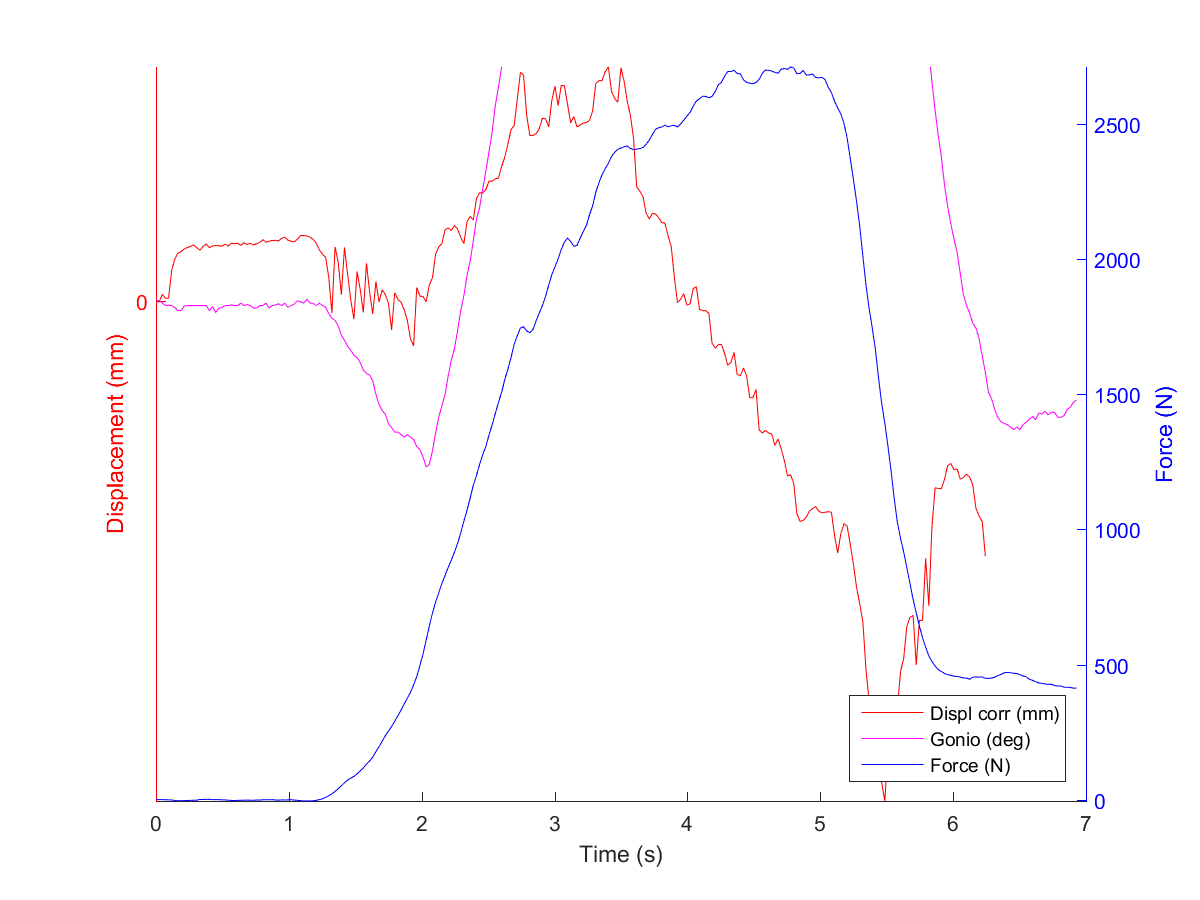 Displacement (mm)
0
Force (N)
2500
2000
1500
1000
500
0
Displ corr (mm)
Gonio (deg)
Force (N)
0 1 2 3 4 5 6 7
Time (s)